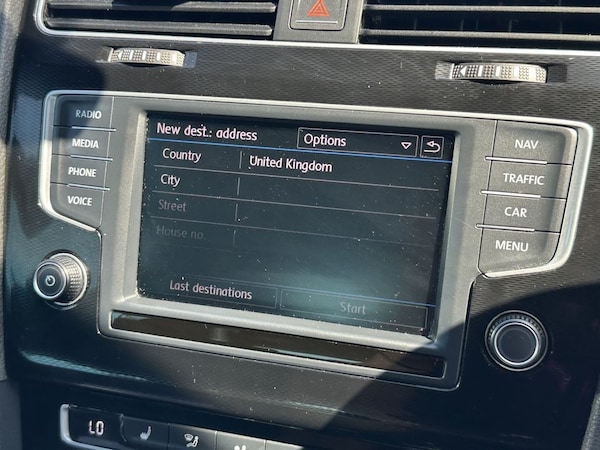 RADIO
MEDIA
PHONE
VOICE
New dest.: address Options
Country United Kingdom
City
Street
House no.
Last destinations Start
NAV
TRAFFIC
CAR
MENU
LO